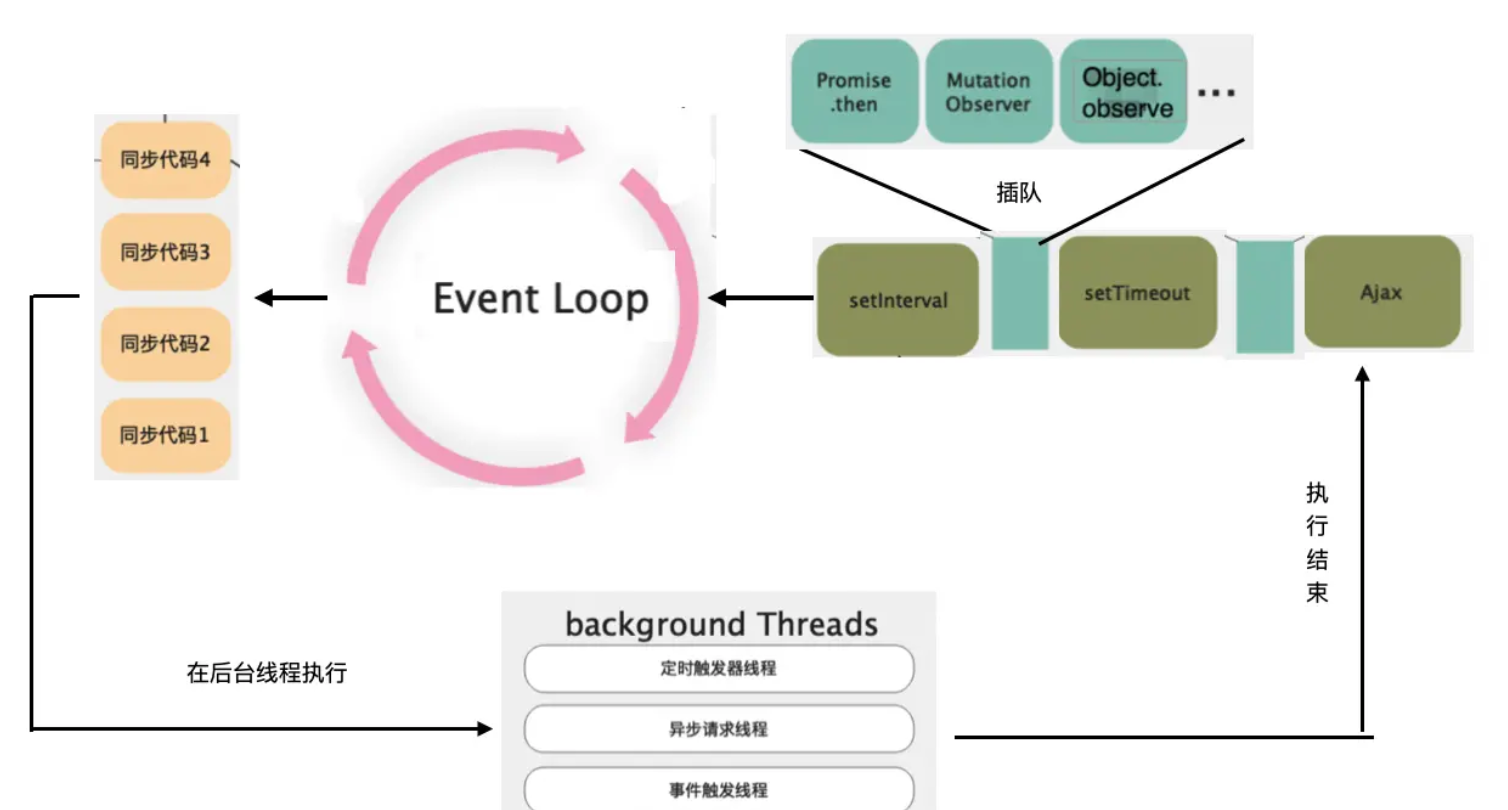 Promise
.then
Mutation
Observer
Object.
observe
...
插队
同步代码4
同步代码3
同步代码2
同步代码1
Event Loop
setInterval
setTimeout
Ajax
执
行
结
束
在后台线程执行
background Threads
定时触发器线程
异步请求线程
事件触发线程